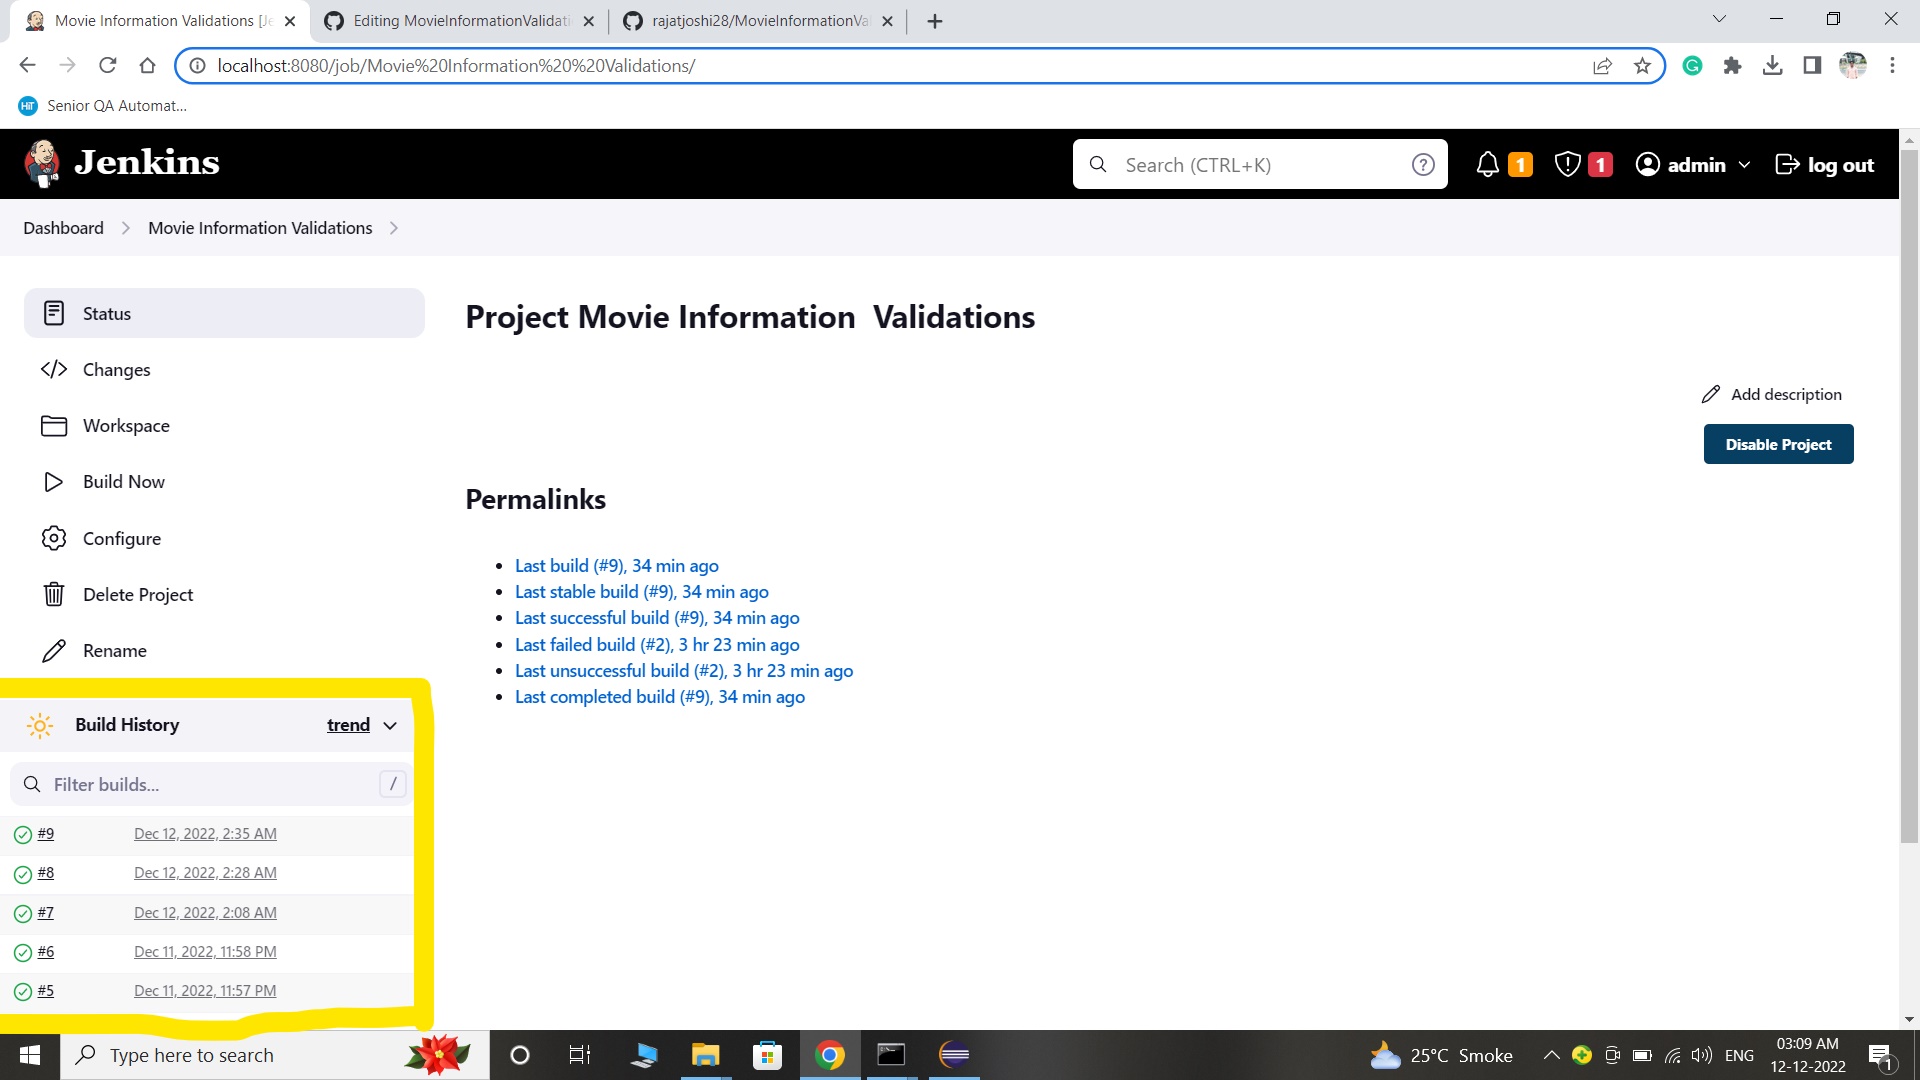 Movie Information Validations [Je
Editing MovieInformationValidati
rajatjoshi28/MovieInformationVal
localhost:8080/job/Movie%20Information%20%20Validations/
HIT Senior QA Automat...
Jenkins
Search (CTRL+K)
1
1
admin
log out
Dashboard
Movie Information Validations
Status
Changes
Workspace
Build Now
Configure
Delete Project
Rename
Project Movie Information  Validations
Add description
Disable Project
Permalinks
Last build (#9), 34 min ago
Last stable build (#9), 34 min ago
Last successful build (#9), 34 min ago
Last failed build (#2), 3 hr 23 min ago
Last unsuccessful build (#2), 3 hr 23 min ago
Last completed build (#9), 34 min ago
Build History trend
Filter builds... /
#9 Dec 12, 2022, 2:35 AM
#8 Dec 12, 2022, 2:28 AM
#7 Dec 12, 2022, 2:08 AM
#6 Dec 11, 2022, 11:58 PM
#5 Dec 11, 2022, 11:57 PM
Type here to search
25°C Smoke
ENG
03:09 AM
12-12-2022
1